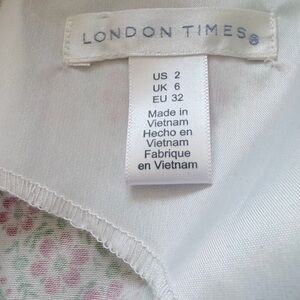 LONDON TIMES®
US 2
UK 6
EU 32
Made in
Vietnam
Hecho en
Vietnam
Fabrique
en Vietnam